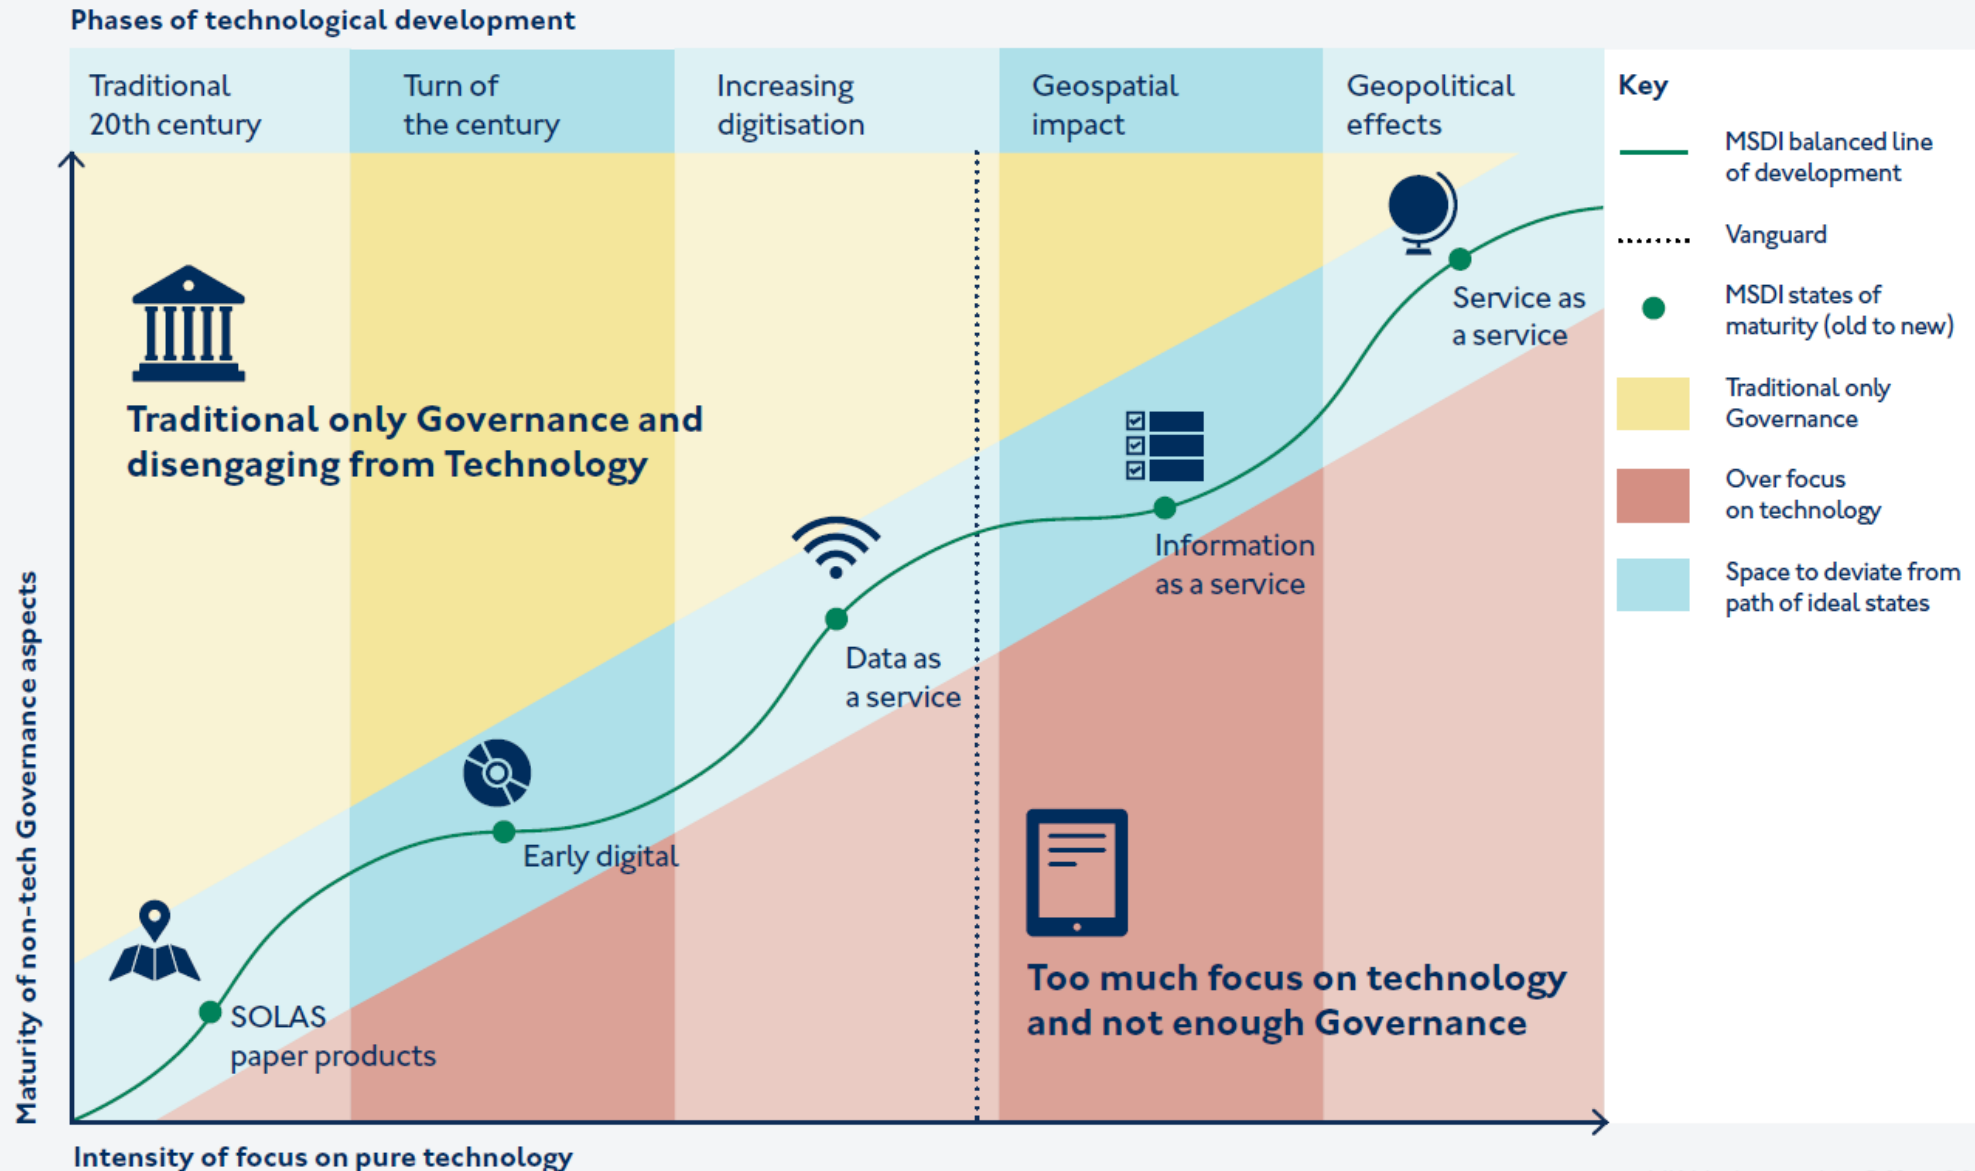 Phases of technological development
Traditional
20th century
Turn of
the century
Increasing
digitisation
Geospatial
impact
Geopolitical
effects
Key
MSDI balanced line
of development
Vanguard
MSDI states of
maturity (old to new)
Traditional only
Governance
Over focus
on technology
Space to deviate from
path of ideal states
Traditional only Governance and
disengaging from Technology
Service as
a service
Information
as a service
Data as
a service
Early digital
SOLAS
paper products
Too much focus on technology
and not enough Governance
Maturity of non-tech Governance aspects
Intensity of focus on pure technology